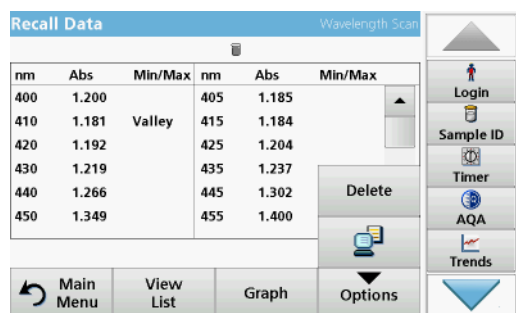 Recall Data
Wavelength Scan
nm Abs Min/Max nm Abs Min/Max
400 1.200 405 1.185
410 1.181 Valley 415 1.184
420 1.192 425 1.204
430 1.219 435 1.237
440 1.266 445 1.302
450 1.349 455 1.400
Delete
Main Menu
View List
Graph
Options
Login
Sample ID
Timer
AQA
Trends